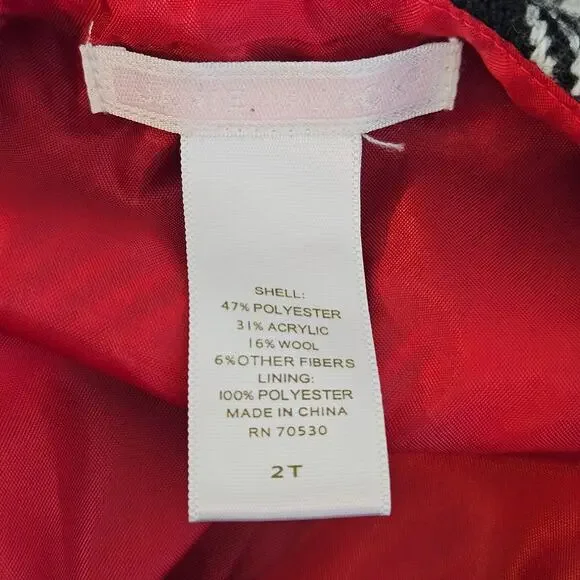 SHELL:
47% POLYESTER
31% ACRYLIC
16% WOOL
6%OTHER FIBERS
LINING:
100% POLYESTER
MADE IN CHINA
RN 70530
2T